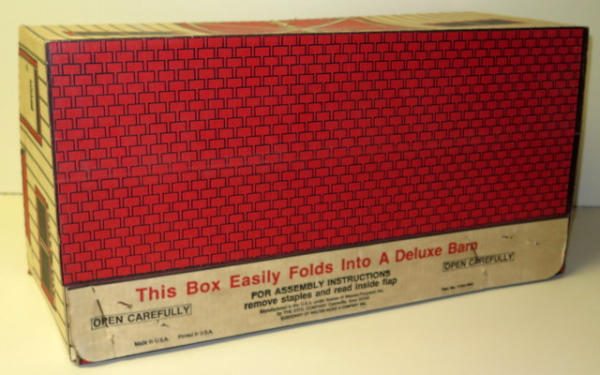 This Box Easily Folds Into A Deluxe Barn
FOR ASSEMBLY INSTRUCTIONS
remove staples and read inside flap
OPEN CAREFULLY
OPEN CAREFULLY
Made in U.S.A. Printed in U.S.A.